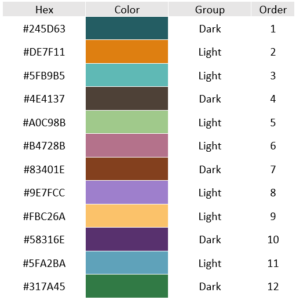 Hex Color Group Order
#245D63 Dark 1
#DE7F11 Light 2
#5FB9B5 Light 3
#4E4137 Dark 4
#A0C98B Light 5
#B4728B Light 6
#83401E Dark 7
#9E7FCC Light 8
#FBC26A Light 9
#58316E Dark 10
#5FA2BA Light 11
#317A45 Dark 12